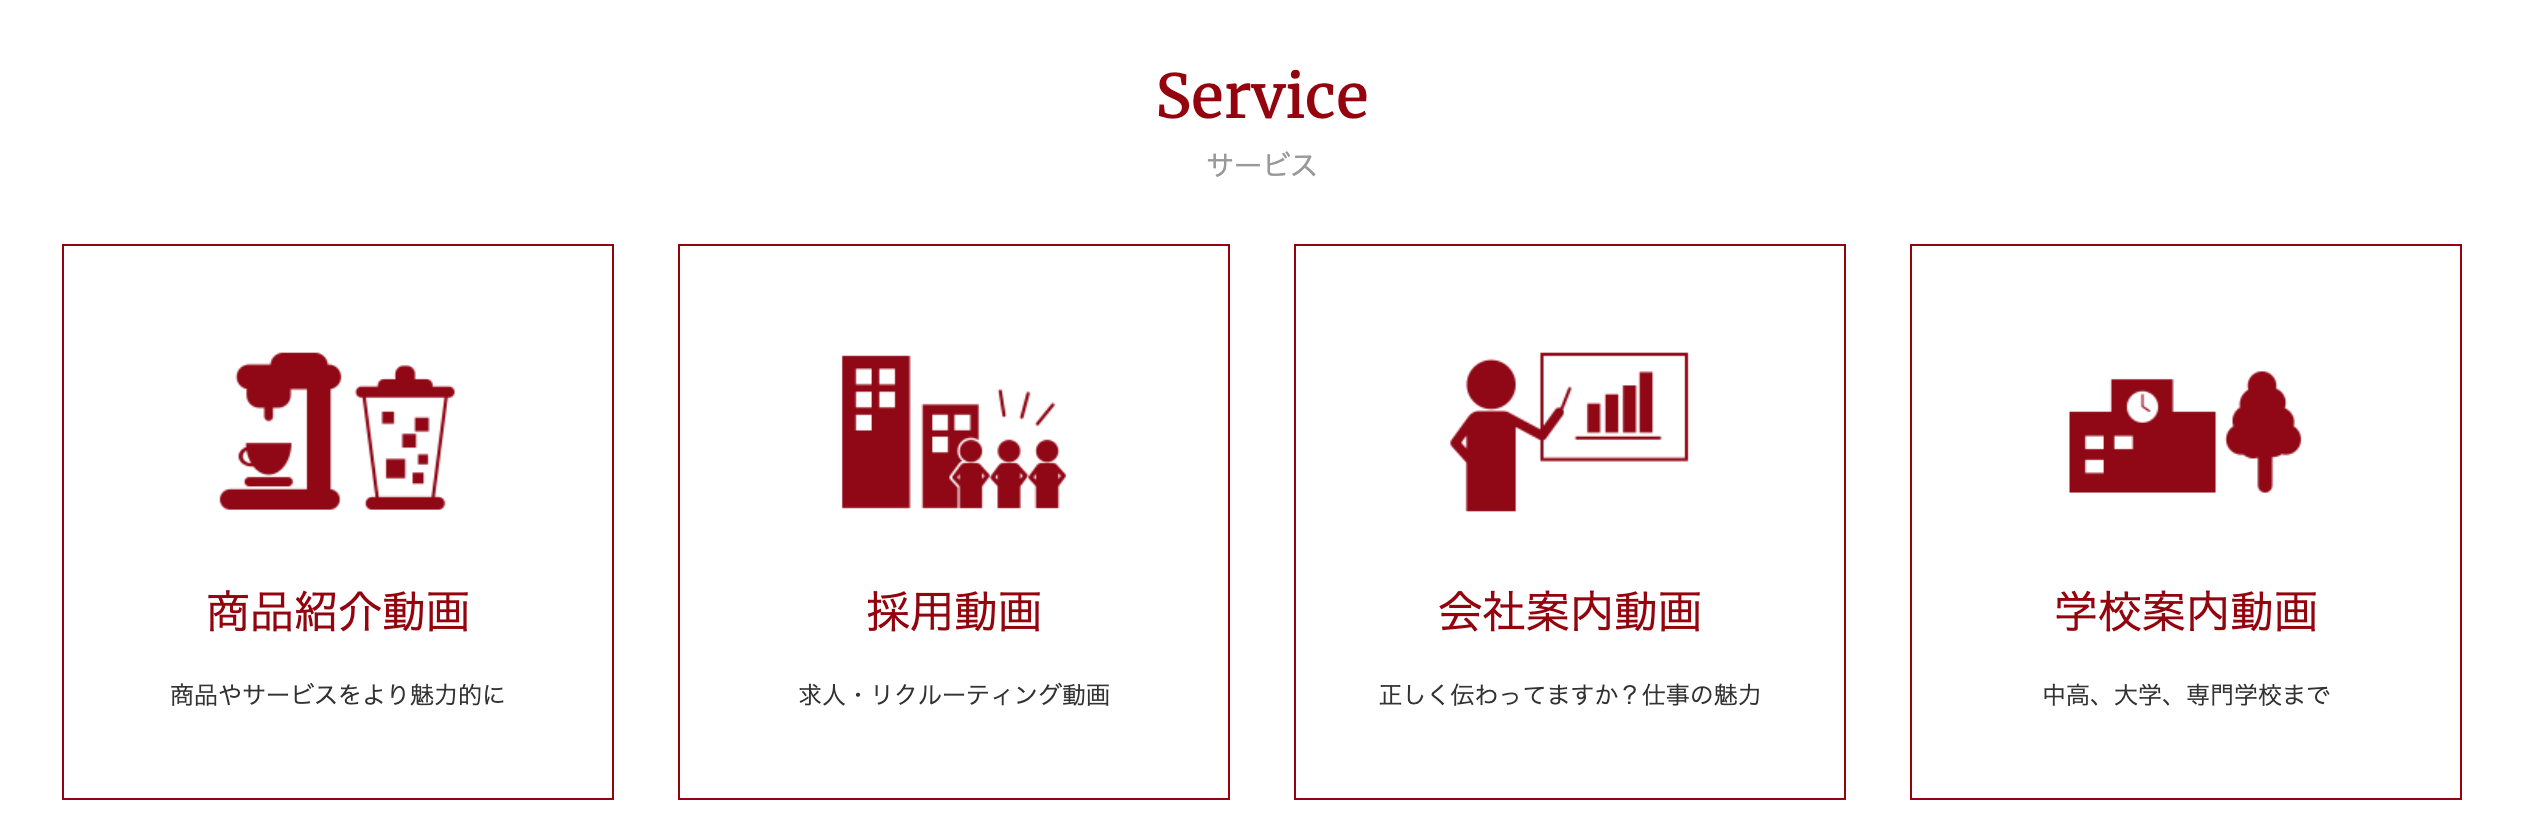 Service
サービス
商品紹介動画
商品やサービスをより魅力的に
採用動画
求人・リクルーティング動画
会社案内動画
正しく伝わってますか？仕事の魅力
学校案内動画
中高、大学、専門学校まで